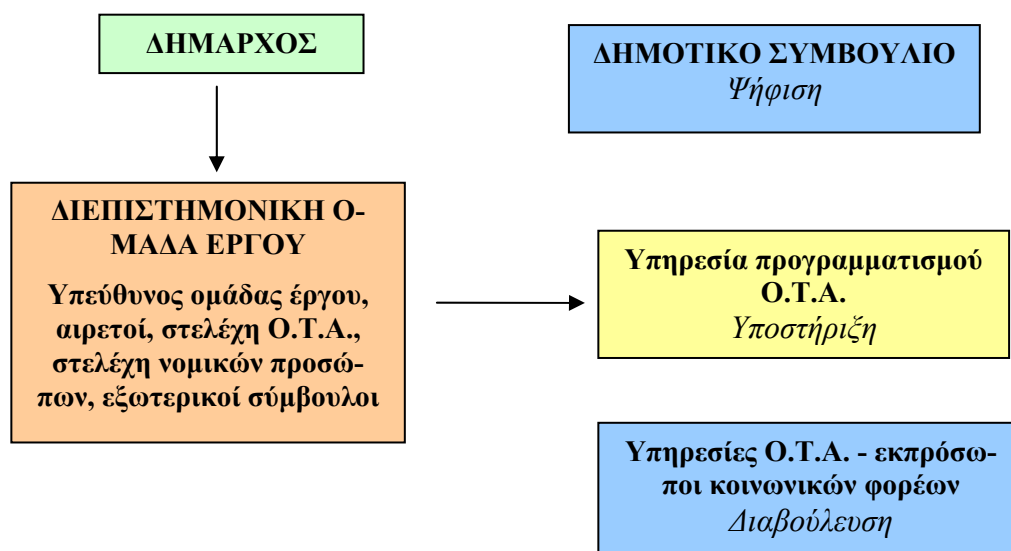 ΔΗΜΑΡΧΟΣ
ΔΗΜΟΤΙΚΟ ΣΥΜΒΟΥΛΙΟ
Ψήφιση
ΔΙΕΠΙΣΤΗΜΟΝΙΚΗ Ο-
ΜΑΔΑ ΕΡΓΟΥ
Υπεύθυνος ομάδας έργου,
αιρετοί, στελέχη Ο.Τ.Α.,
στελέχη νομικών προσώ-
πων, εξωτερικοί σύμβουλοι
Υπηρεσία προγραμματισμού
Ο.Τ.Α.
Υποστήριξη
Υπηρεσίες Ο.Τ.Α. - εκπρόσω-
ποι κοινωνικών φορέων
Διαβούλευση